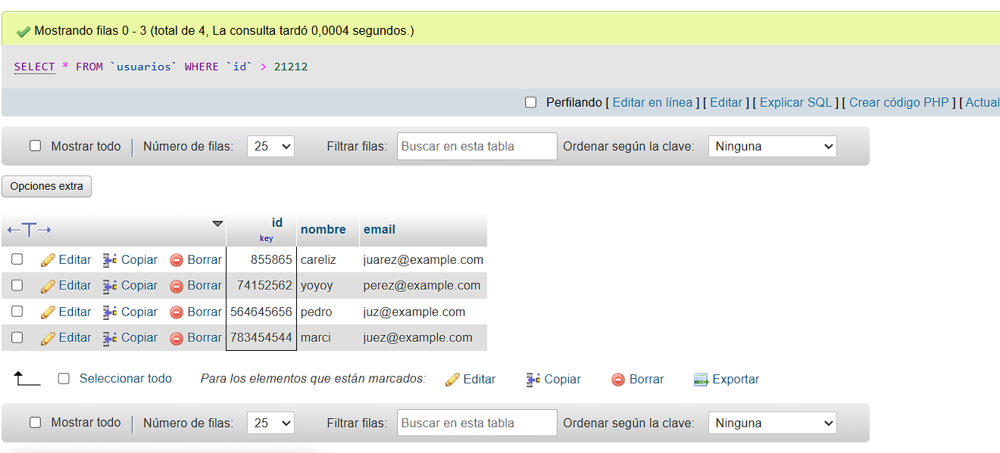 Mostrando filas 0 - 3 (total de 4, La consulta tardó 0,0004 segundos.)
SELECT * FROM `usuarios` WHERE `id` > 21212
Perfilando [ Editar en línea ] [ Editar ] [ Explicar SQL ] [ Crear código PHP ] [ Actual
Mostrar todo | Número de filas: 25 Filtrar filas: Buscar en esta tabla Ordenar según la clave: Ninguna
Opciones extra
←T→ id nombre email
key
Editar Copiar Borrar 855865 careliz juarez@example.com
Editar Copiar Borrar 74152562 yoyoy perez@example.com
Editar Copiar Borrar 564645656 pedro juz@example.com
Editar Copiar Borrar 783454544 marci juez@example.com
Seleccionar todo Para los elementos que están marcados: Editar Copiar Borrar Exportar
Mostrar todo | Número de filas: 25 Filtrar filas: Buscar en esta tabla Ordenar según la clave: Ninguna